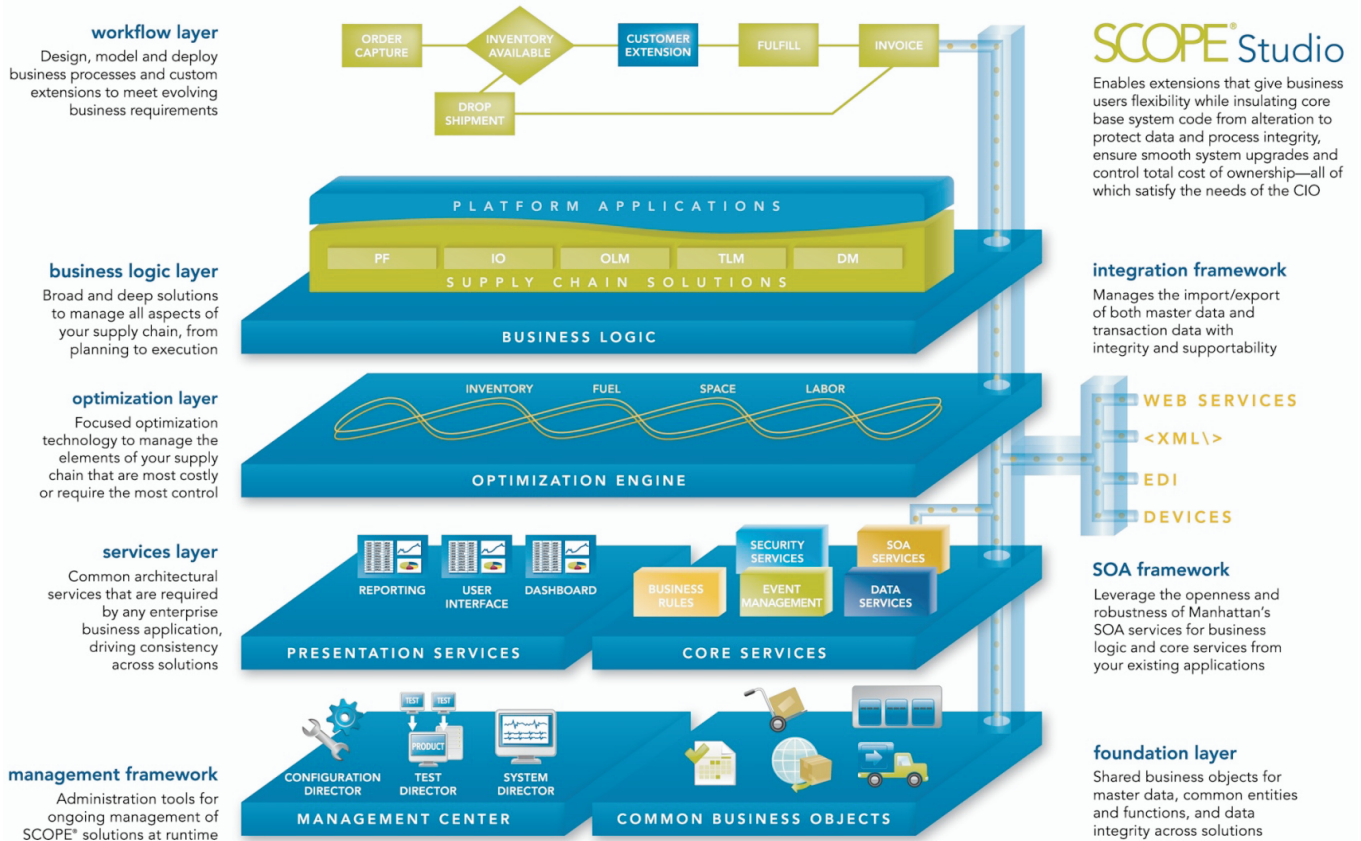 workflow layer
Design, model and deploy
business processes and custom
extensions to meet evolving
business requirements
ORDER
CAPTURE
INVENTORY
AVAILABLE
CUSTOMER
EXTENSION
FULFILL
INVOICE
DROP
SHIPMENT
SCOPE® Studio
Enables extensions that give business
users flexibility while insulating core
base system code from alteration to
protect data and process integrity,
ensure smooth system upgrades and
control total cost of ownership—all of
which satisfy the needs of the CIO
business logic layer
Broad and deep solutions
to manage all aspects of
your supply chain, from
planning to execution
PLATFORM APPLICATIONS
PF IO OLM TLM DM
SUPPLY CHAIN SOLUTIONS
BUSINESS LOGIC
integration framework
Manages the import/export
of both master data and
transaction data with
integrity and supportability
optimization layer
Focused optimization
technology to manage the
elements of your supply
chain that are most costly
or require the most control
INVENTORY FUEL SPACE LABOR
OPTIMIZATION ENGINE
WEB SERVICES
<XML\>
EDI
DEVICES
services layer
Common architectural
services that are required
by any enterprise
business application,
driving consistency
across solutions
REPORTING
USER
INTERFACE
DASHBOARD
PRESENTATION SERVICES
SECURITY
SERVICES
SOA
SERVICES
BUSINESS
RULES
EVENT
MANAGEMENT
DATA
SERVICES
CORE SERVICES
SOA framework
Leverage the openness and
robustness of Manhattan's
SOA services for business
logic and core services from
your existing applications
management framework
Administration tools for
ongoing management of
SCOPE® solutions at runtime
TEST TEST
PRODUCT
CONFIGURATION
DIRECTOR
TEST
DIRECTOR
SYSTEM
DIRECTOR
MANAGEMENT CENTER
COMMON BUSINESS OBJECTS
foundation layer
Shared business objects for
master data, common entities
and functions, and data
integrity across solutions